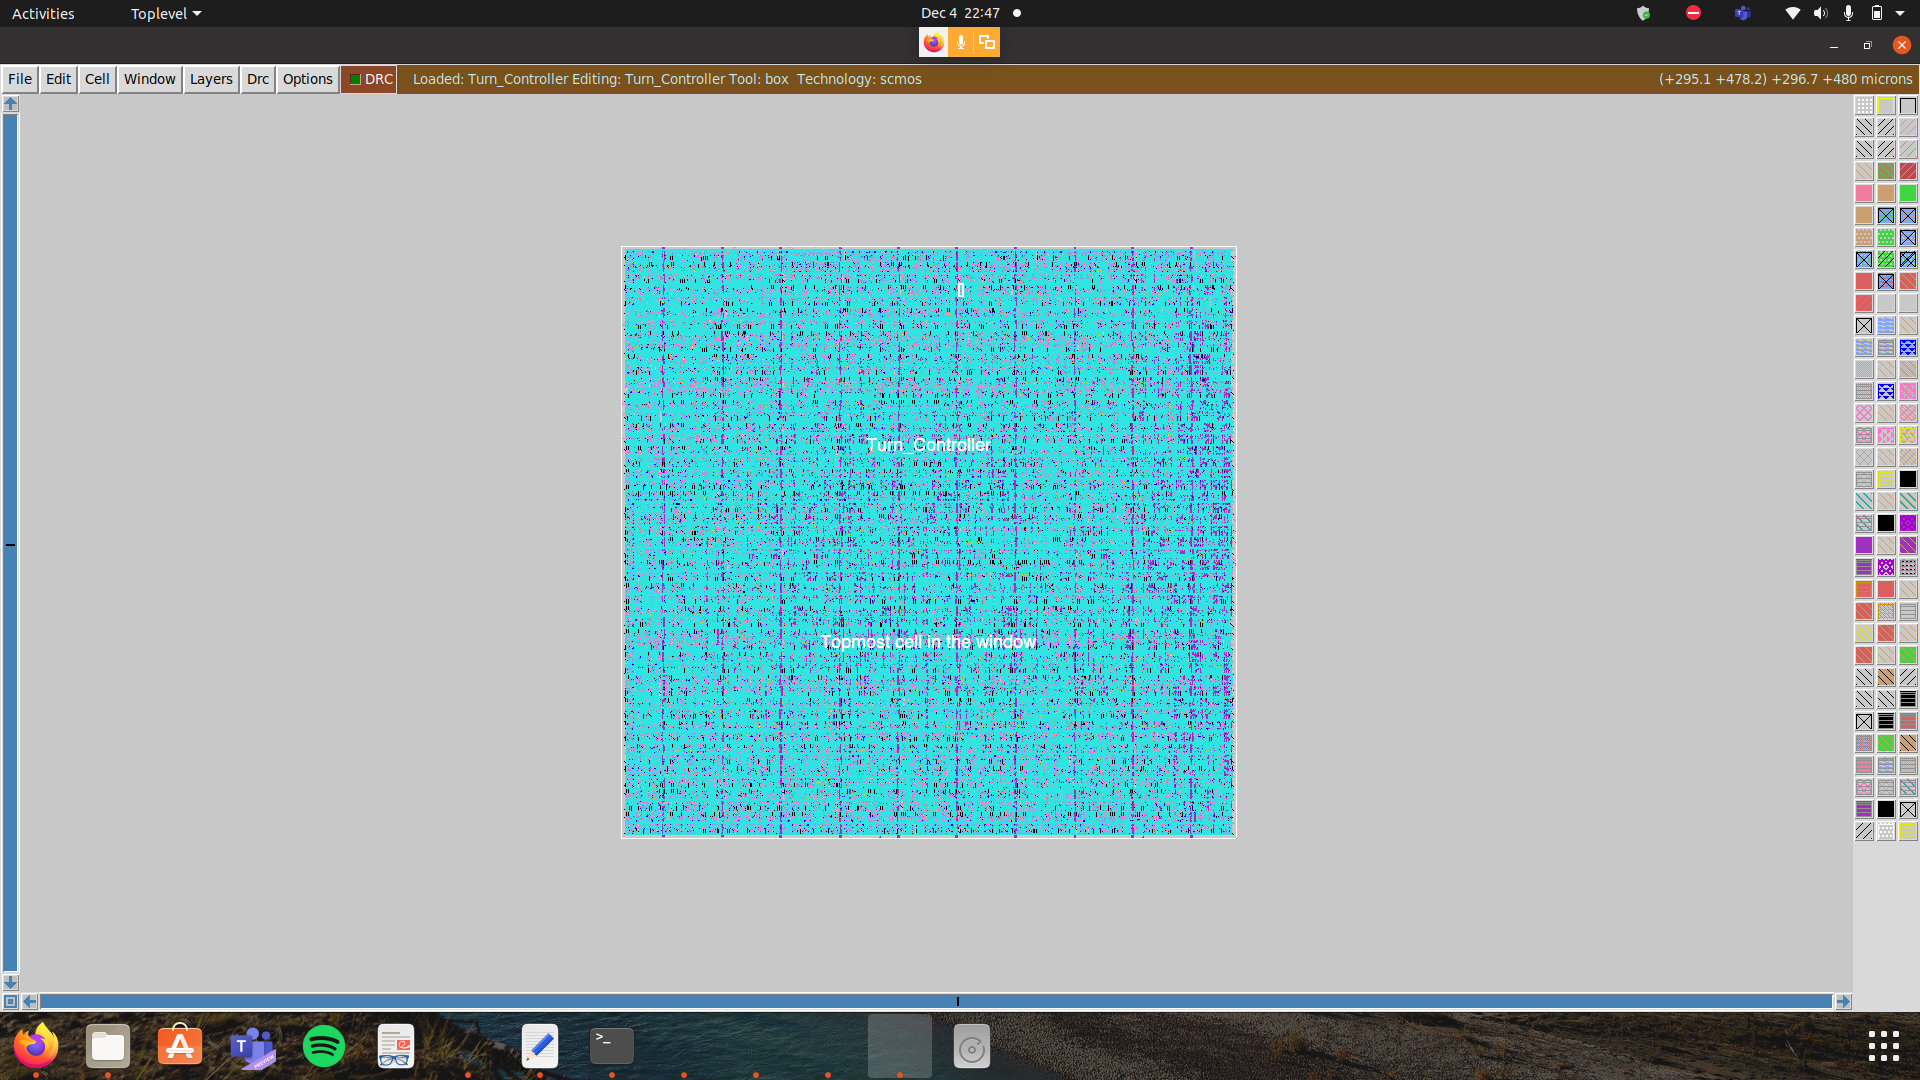 Activities
Toplevel
Dec 4 22:47
File Edit Cell Window Layers Drc Options DRC Loaded: Turn_Controller Editing: Turn_Controller Tool: box Technology: scmos (+295.1 +478.2) +296.7 +480 microns
Turn_Controller
Topmost cell in the window
T
PREVIEW
>_